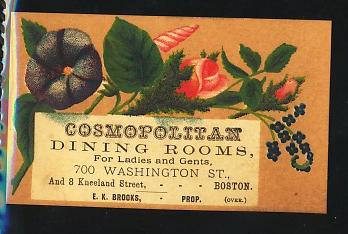 COSMOPOLITAN
DINING ROOMS,
For Ladies and Gents,
700 WASHINGTON ST.,
And 8 Kneeland Street, - - - BOSTON.
E. K. BROOKS, - PROP. (OVER.)